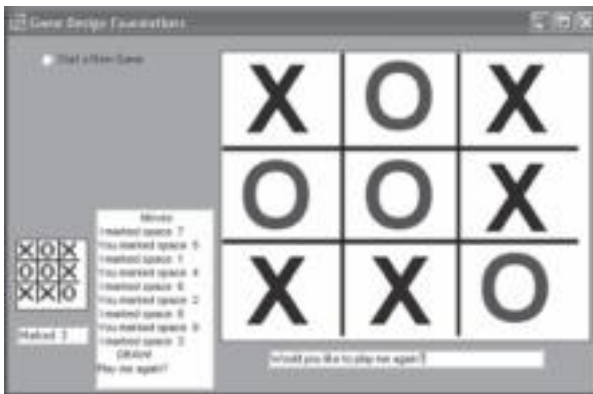 Game Design Foundations
Start a New Game
X O X
O O X
X X O
Moves
I marked space 7
You marked space 5
I marked space 1
You marked space 4
I marked space 6
You marked space 2
I marked space 8
You marked space 9
I marked space 3
DRAW!
Play me again?
X O X
O O X
X X O
Marked 3
Would you like to play me again?